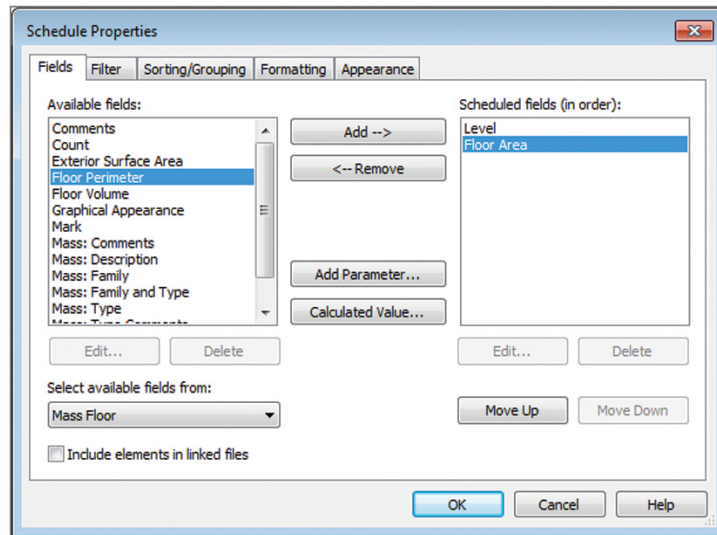 Schedule Properties
Fields Filter Sorting/Grouping Formatting Appearance
Available fields:
Comments
Count
Exterior Surface Area
Floor Perimeter
Floor Volume
Graphical Appearance
Mark
Mass: Comments
Mass: Description
Mass: Family
Mass: Family and Type
Mass: Type
Mass: Type Comments
Edit... Delete
Select available fields from:
Mass Floor
Include elements in linked files
Add -->
<-- Remove
Add Parameter...
Calculated Value...
Scheduled fields (in order):
Level
Floor Area
Edit... Delete
Move Up Move Down
OK Cancel Help